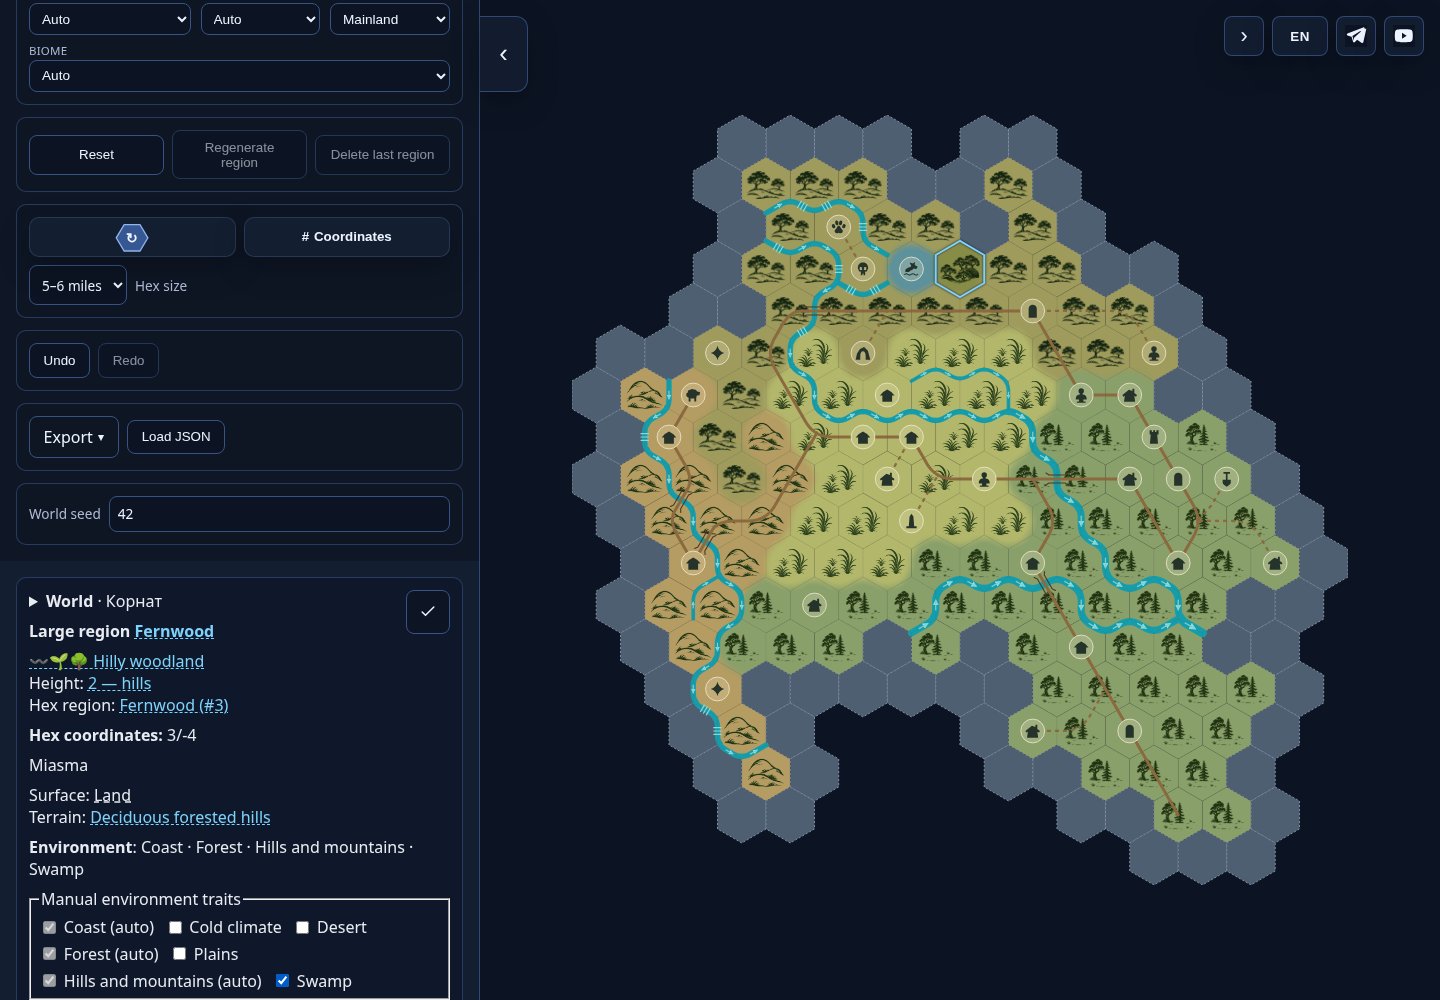 Auto Auto Mainland
BIOME
Auto
Reset Regenerate region Delete last region
↻ # Coordinates
5–6 miles Hex size
Undo Redo
Export ▾ Load JSON
World seed 42
▶ World · Корнат
Large region Fernwood
〰️🌱🌳 Hilly woodland
Height: 2 — hills
Hex region: Fernwood (#3)
Hex coordinates: 3/-4
Miasma
Surface: Land
Terrain: Deciduous forested hills
Environment: Coast · Forest · Hills and mountains ·
Swamp
Manual environment traits
Coast (auto) Cold climate Desert
Forest (auto) Plains
Hills and mountains (auto) Swamp
‹
› EN